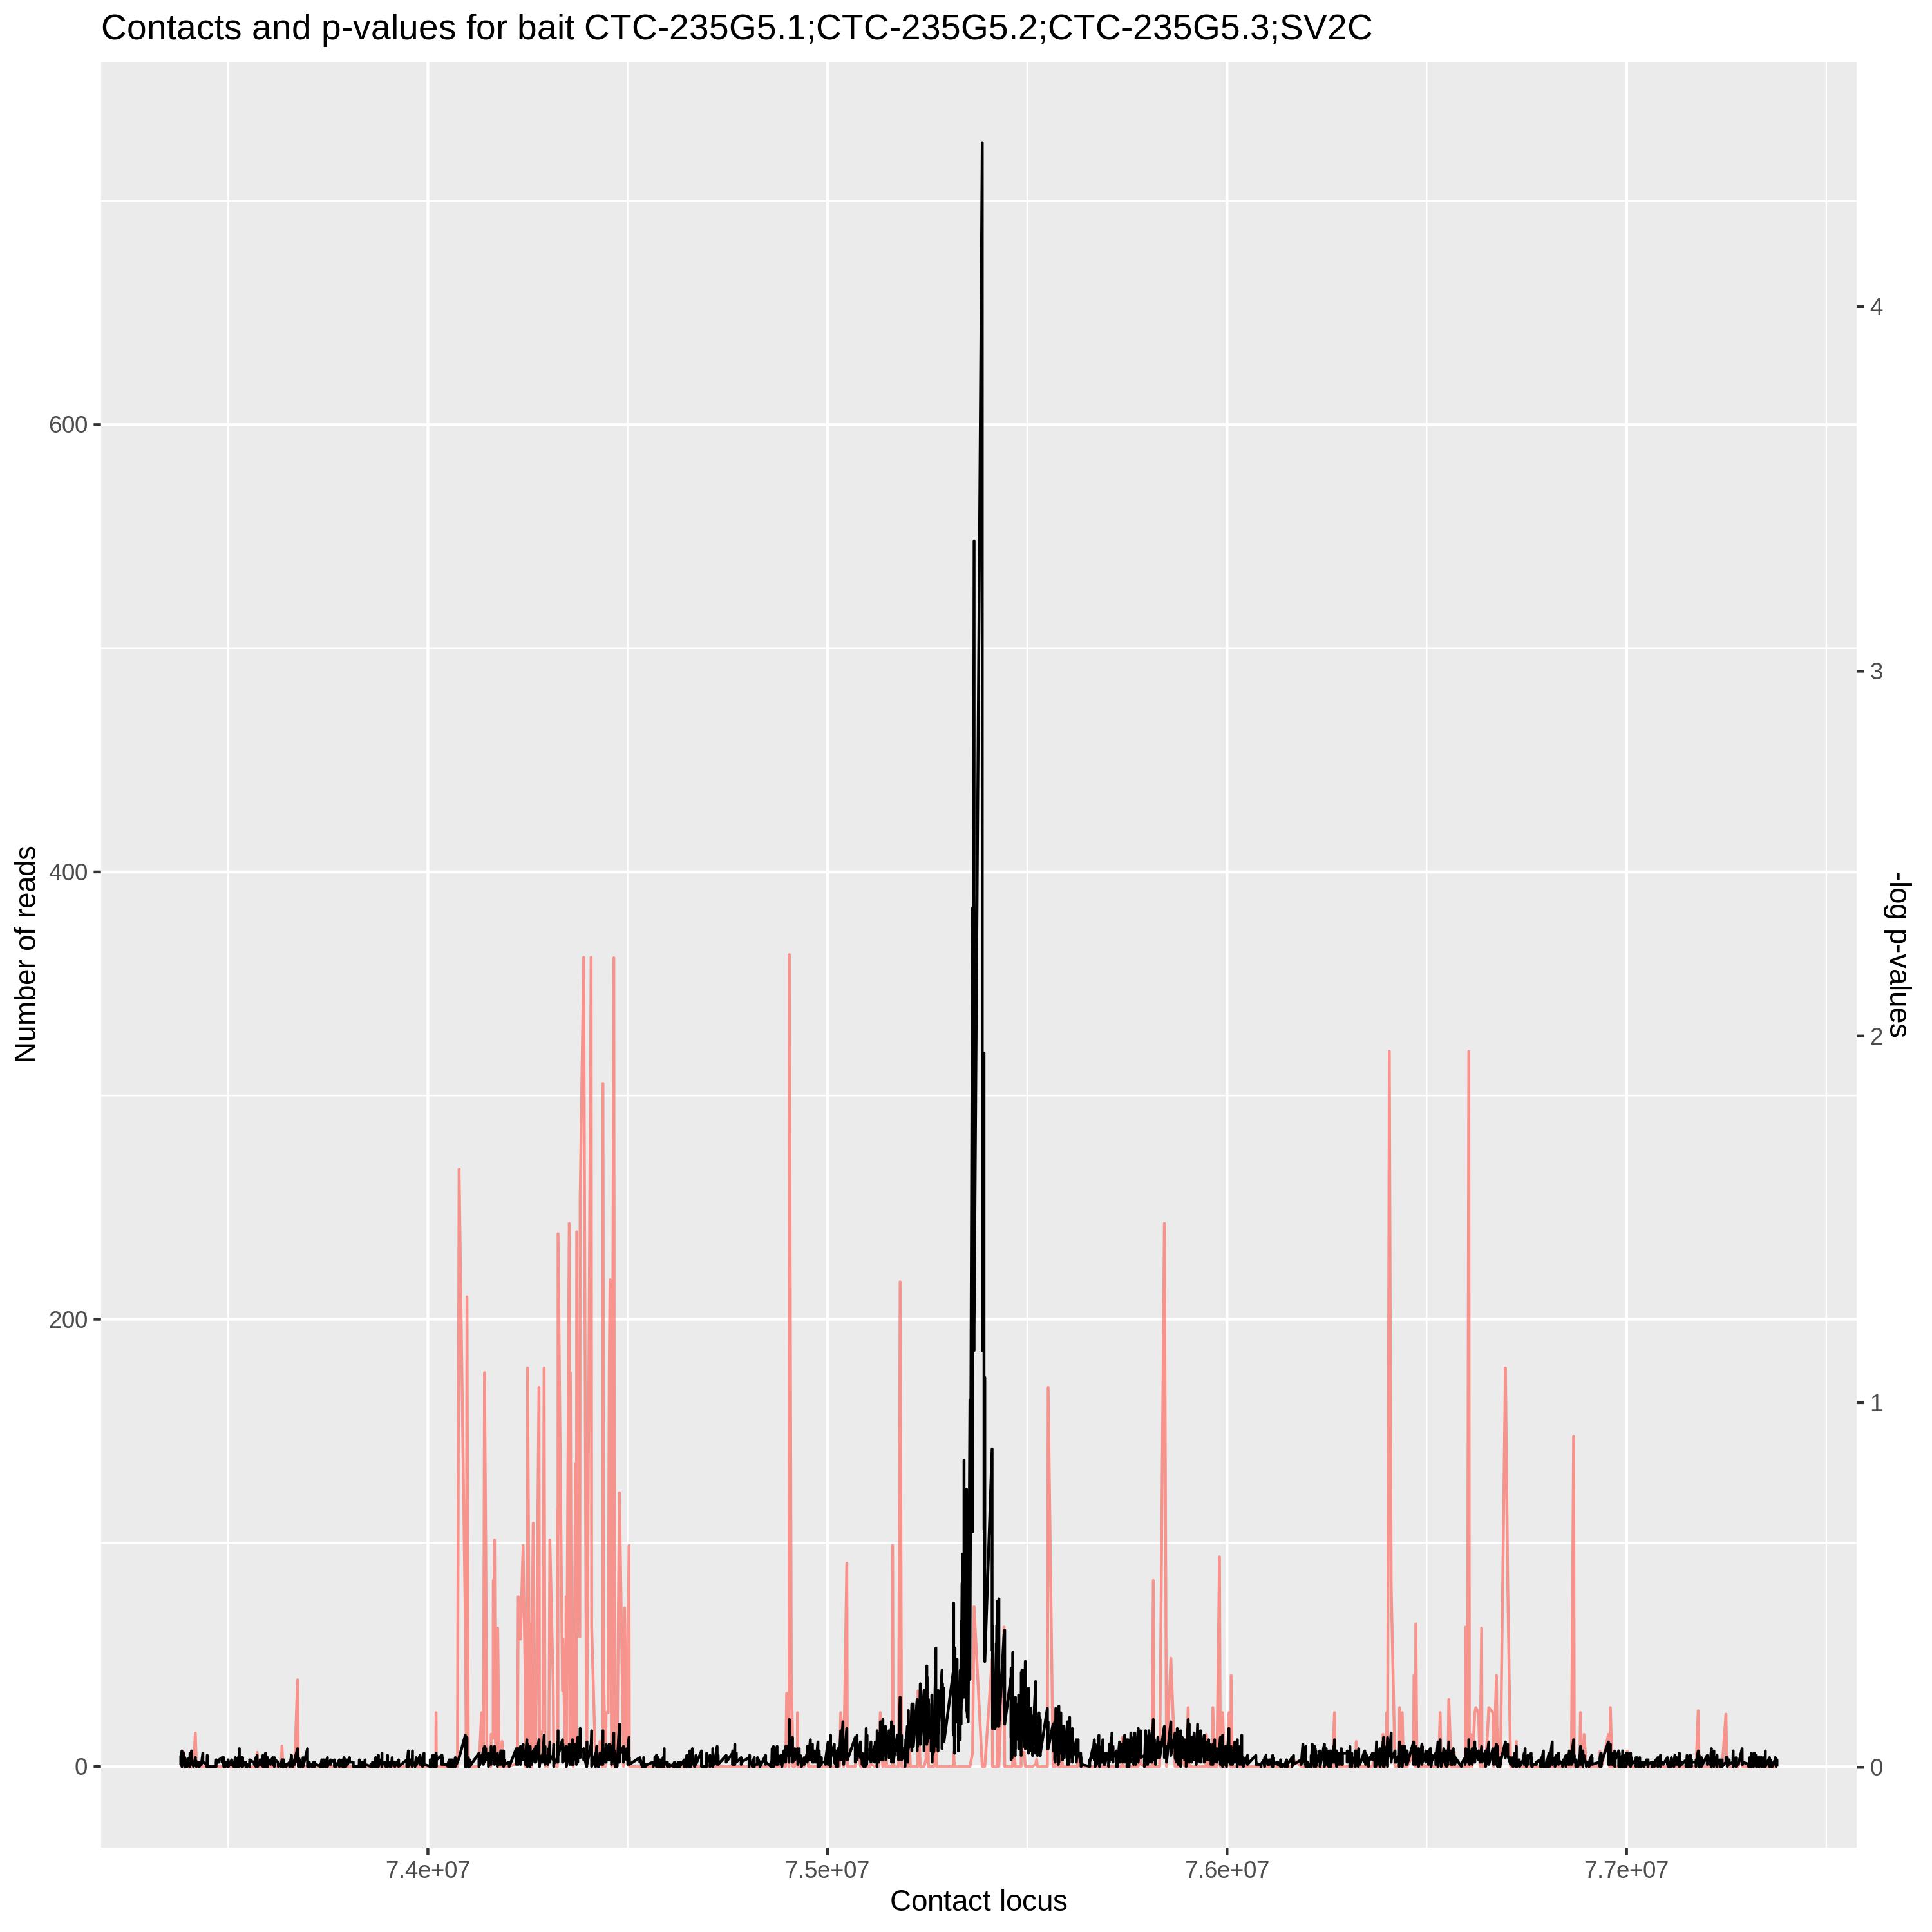 Contacts and p-values for bait CTC-235G5.1;CTC-235G5.2;CTC-235G5.3;SV2C
Number of reads
600
400
200
0
4
3
2
1
0
-log p-values
7.4e+07
7.5e+07
7.6e+07
7.7e+07
Contact locus